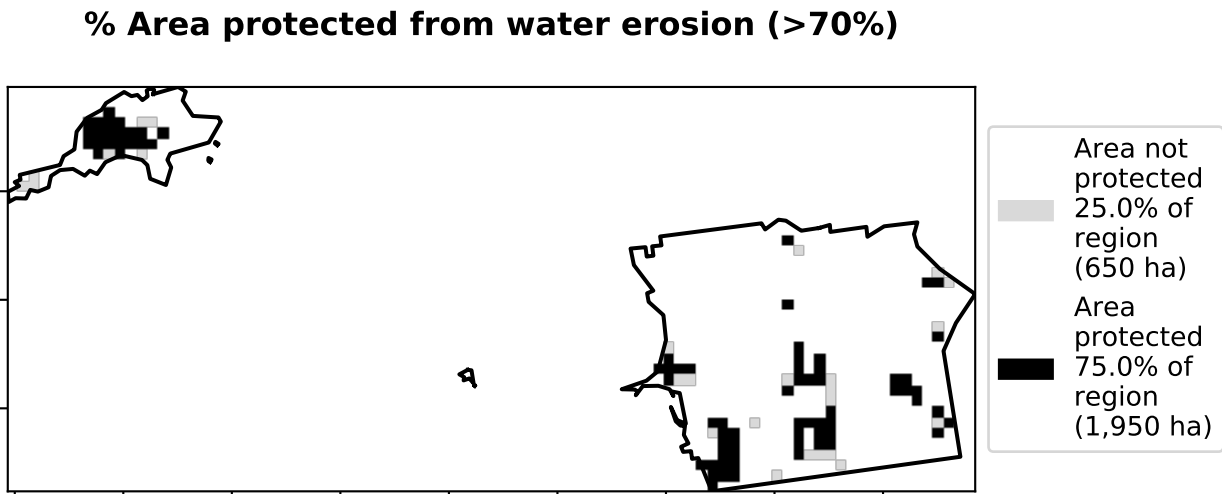 % Area protected from water erosion (>70%)
Area not
protected
25.0% of
region
(650 ha)
Area
protected
75.0% of
region
(1,950 ha)